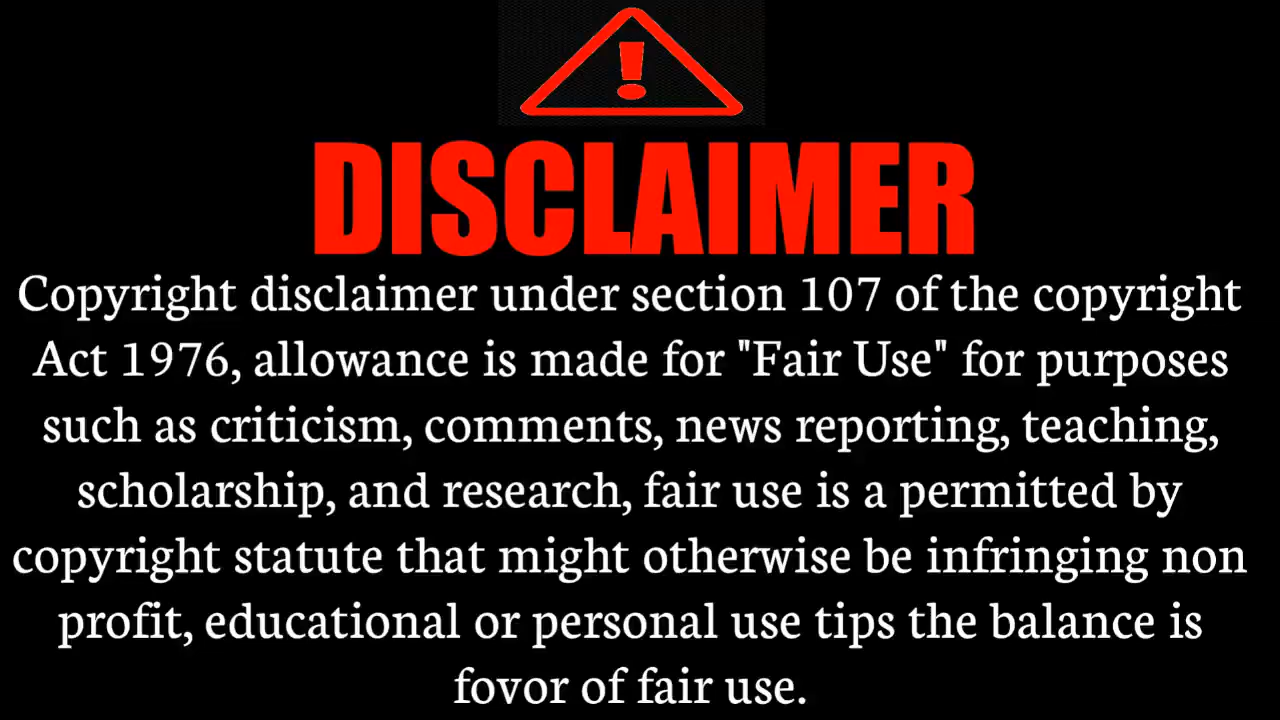 DISCLAIMER
Copyright disclaimer under section 107 of the copyright
Act 1976, allowance is made for "Fair Use" for purposes
such as criticism, comments, news reporting, teaching,
scholarship, and research, fair use is a permitted by
copyright statute that might otherwise be infringing non
profit, educational or personal use tips the balance is
fovor of fair use.